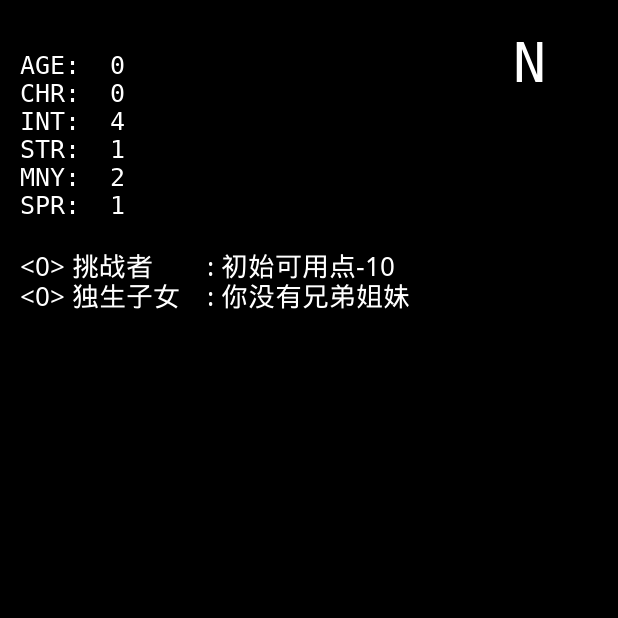 N
AGE: 0
CHR: 0
INT: 4
STR: 1
MNY: 2
SPR: 1
<0> 挑战者 : 初始可用点-10
<0> 独生子女 : 你没有兄弟姐妹